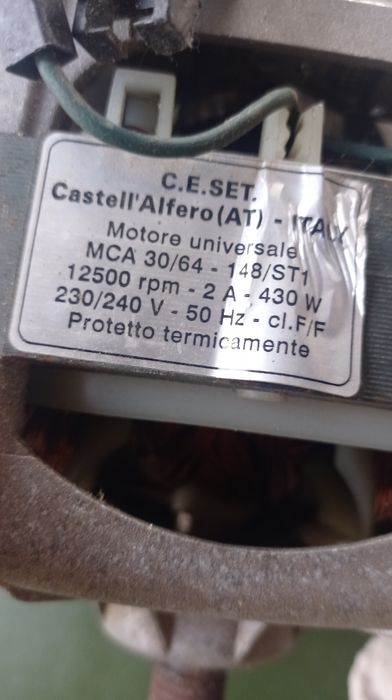 C.E.SET.
Castell'Alfero (AT) - ITALY
Motore universale
MCA 30/64 - 148/ST1
12500 rpm - 2 A - 430 W
230/240 V - 50 Hz - cl.F/F
Protetto termicamente